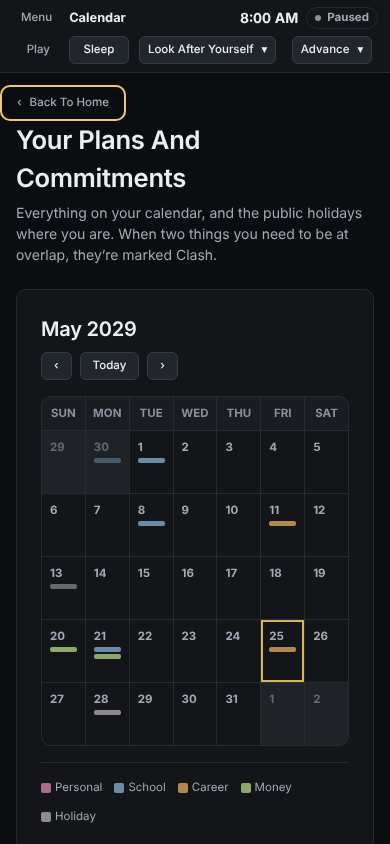 Menu Calendar 8:00 AM Paused
Play Sleep Look After Yourself ▾ Advance ▾
‹ Back To Home
Your Plans And
Commitments
Everything on your calendar, and the public holidays
where you are. When two things you need to be at
overlap, they’re marked Clash.
May 2029
‹ Today ›
SUN MON TUE WED THU FRI SAT
29 30 1 2 3 4 5
6 7 8 9 10 11 12
13 14 15 16 17 18 19
20 21 22 23 24 25 26
27 28 29 30 31 1 2
Personal School Career Money
Holiday